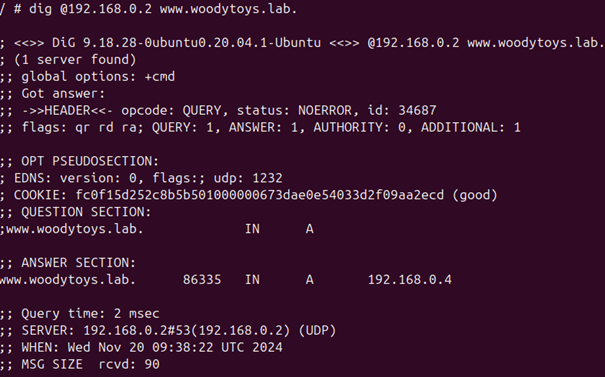 / # dig @192.168.0.2 www.woodytoys.lab.
; <<>> DiG 9.18.28-0ubuntu0.20.04.1-Ubuntu <<>> @192.168.0.2 www.woodytoys.lab.
; (1 server found)
;; global options: +cmd
;; Got answer:
;; ->>HEADER<<- opcode: QUERY, status: NOERROR, id: 34687
;; flags: qr rd ra; QUERY: 1, ANSWER: 1, AUTHORITY: 0, ADDITIONAL: 1
;; OPT PSEUDOSECTION:
; EDNS: version: 0, flags:; udp: 1232
; COOKIE: fc0f15d252c8b5b501000000673dae0e54033d2f09aa2ecd (good)
;; QUESTION SECTION:
;www.woodytoys.lab. IN A
;; ANSWER SECTION:
www.woodytoys.lab. 86335 IN A 192.168.0.4
;; Query time: 2 msec
;; SERVER: 192.168.0.2#53(192.168.0.2) (UDP)
;; WHEN: Wed Nov 20 09:38:22 UTC 2024
;; MSG SIZE rcvd: 90